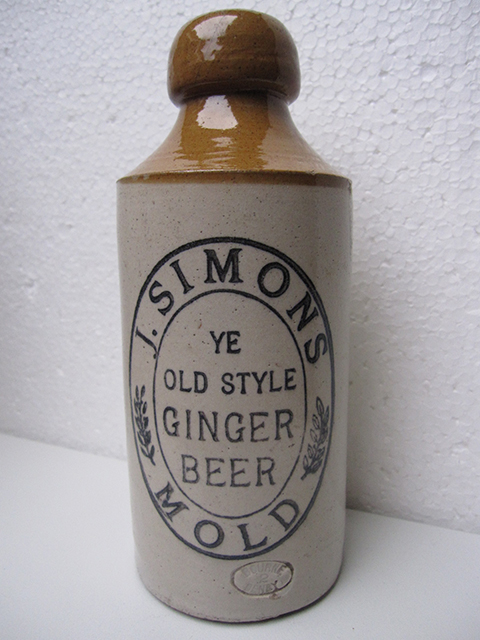 J. SIMONS
YE
OLD STYLE
GINGER
BEER
MOLD